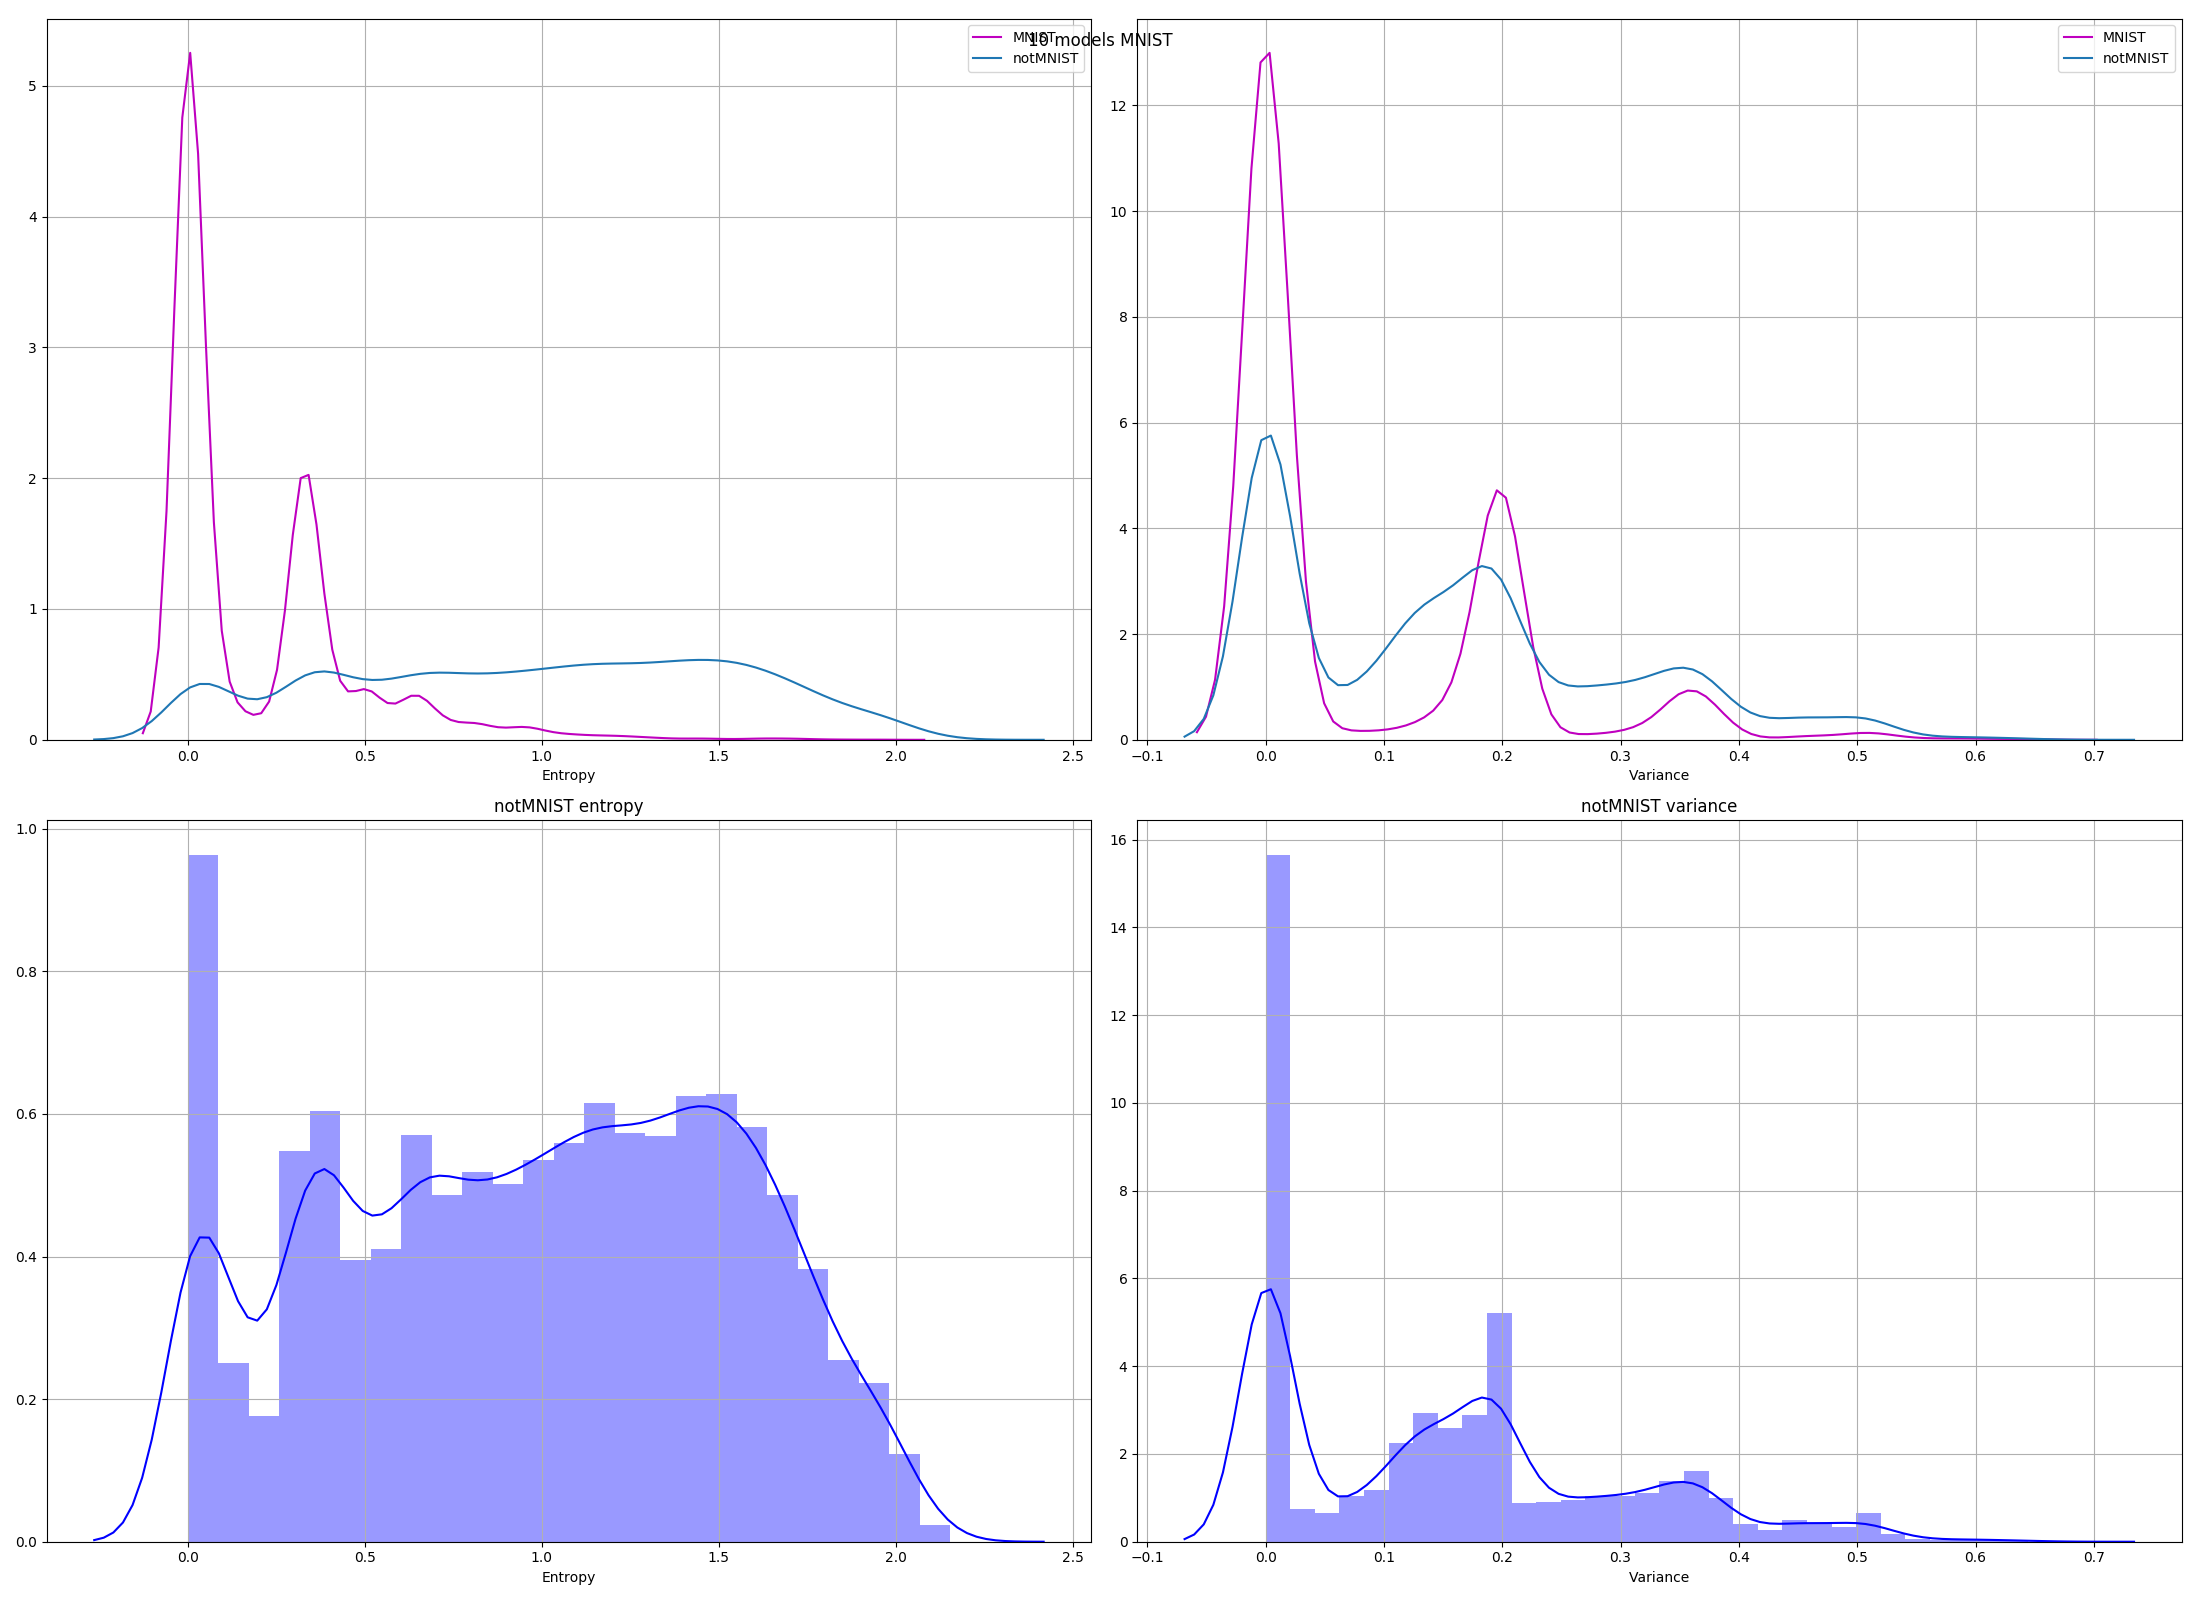 10 models MNIST
MNIST
notMNIST
5
4
3
2
1
0
0.0 0.5 1.0 1.5 2.0 2.5
Entropy
MNIST
notMNIST
12
10
8
6
4
2
0
−0.1 0.0 0.1 0.2 0.3 0.4 0.5 0.6 0.7
Variance
notMNIST entropy
1.0
0.8
0.6
0.4
0.2
0.0
0.0 0.5 1.0 1.5 2.0 2.5
Entropy
notMNIST variance
16
14
12
10
8
6
4
2
0
−0.1 0.0 0.1 0.2 0.3 0.4 0.5 0.6 0.7
Variance